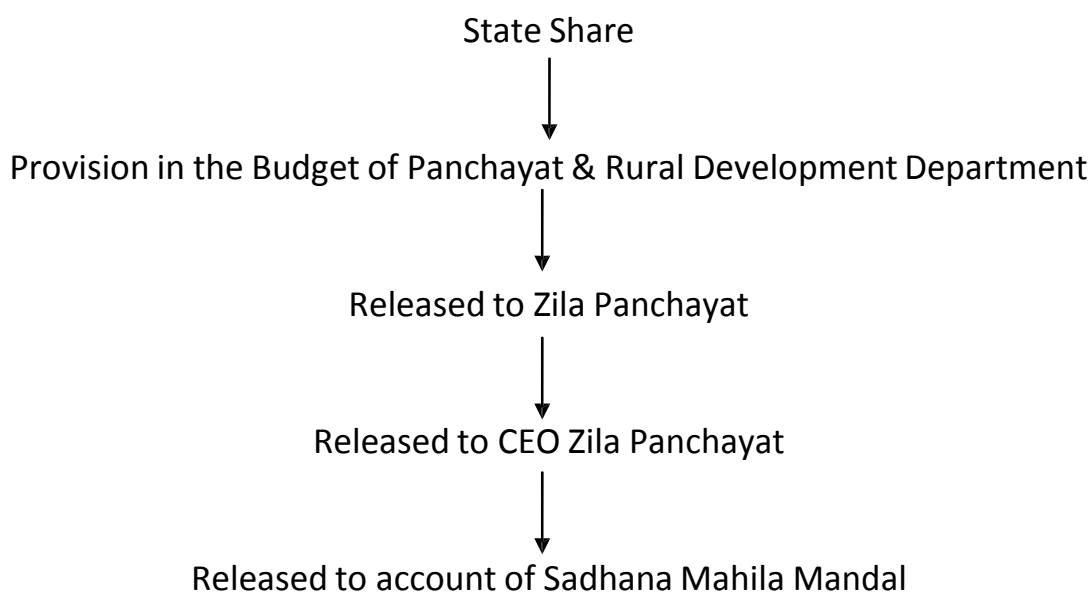 State Share
Provision in the Budget of Panchayat & Rural Development Department
Released to Zila Panchayat
Released to CEO Zila Panchayat
Released to account of Sadhana Mahila Mandal